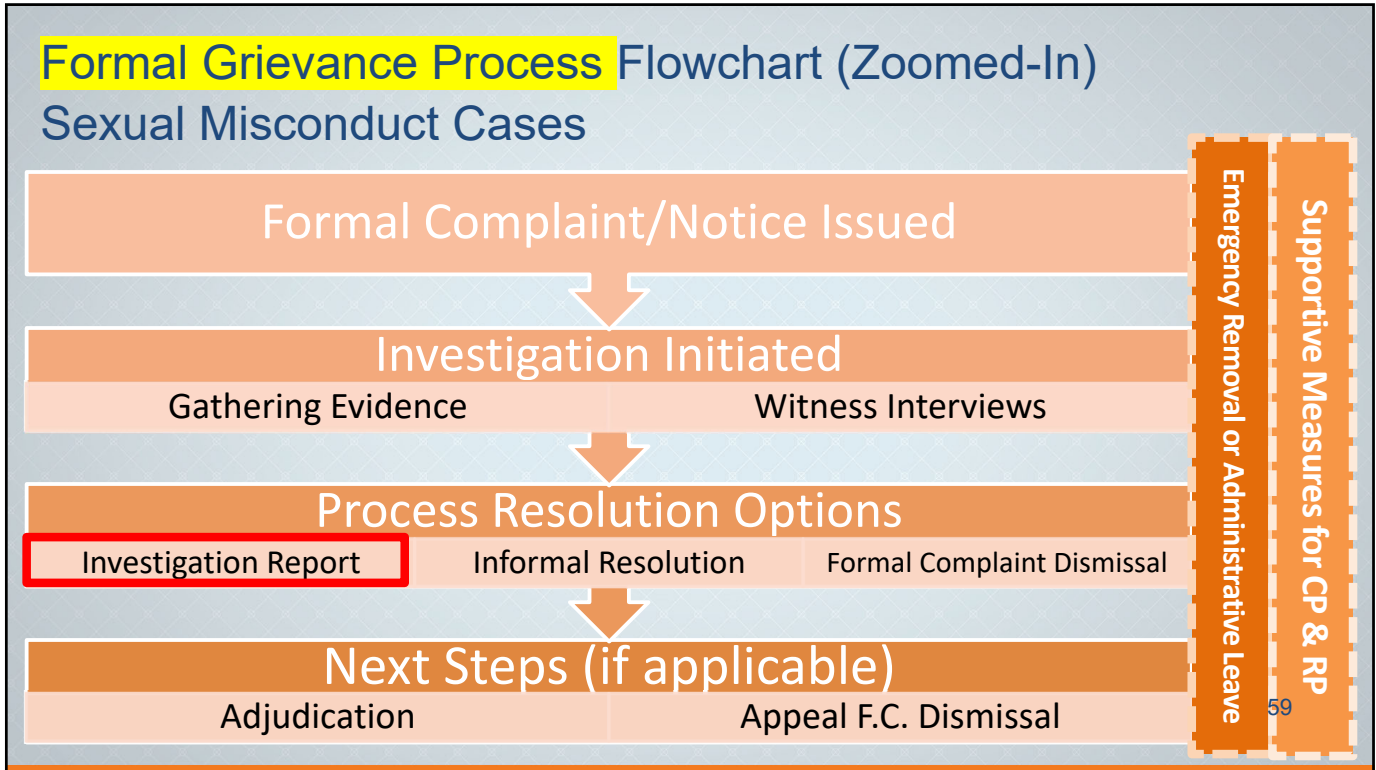 Formal Grievance Process Flowchart (Zoomed-In)
Sexual Misconduct Cases
Formal Complaint/Notice Issued
Investigation Initiated
Gathering Evidence
Witness Interviews
Process Resolution Options
Investigation Report
Informal Resolution
Formal Complaint Dismissal
Next Steps (if applicable)
Adjudication
Appeal F.C. Dismissal
Emergency Removal or Administrative Leave
Supportive Measures for CP & RP
59